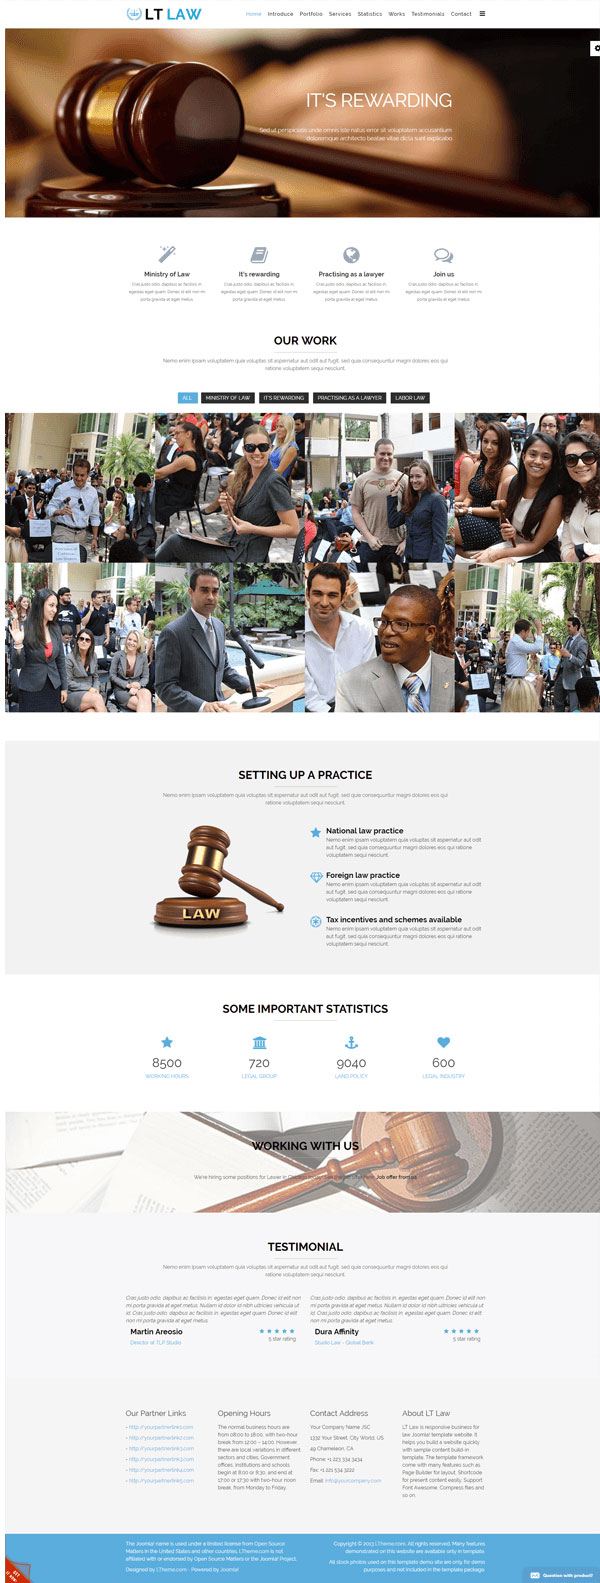 LT LAW
Home Introduce Portfolio Services Statistics Works Testimonials Contact
IT'S REWARDING
Sed ut perspiciatis unde omnis iste natus error sit voluptatem accusantium
doloremque architecto beatae vitae dicta sunt explicabo
Ministry of Law
Cras justo odio, dapibus ac facilisis in,
egestas eget quam. Donec id elit non mi
porta gravida at eget metus.
It's rewarding
Cras justo odio, dapibus ac facilisis in,
egestas eget quam. Donec id elit non mi
porta gravida at eget metus.
Practising as a lawyer
Cras justo odio, dapibus ac facilisis in,
egestas eget quam. Donec id elit non mi
porta gravida at eget metus.
Join us
Cras justo odio, dapibus ac facilisis in,
egestas eget quam. Donec id elit non mi
porta gravida at eget metus.
OUR WORK
Nemo enim ipsam voluptatem quia voluptas sit aspernatur aut odit aut fugit, sed quia consequuntur magni dolores eos qui
ratione voluptatem sequi nesciunt.
ALL MINISTRY OF LAW IT'S REWARDING PRACTISING AS A LAWYER LABOR LAW
SETTING UP A PRACTICE
Nemo enim ipsam voluptatem quia voluptas sit aspernatur aut odit aut fugit, sed quia consequuntur magni dolores eos qui
ratione voluptatem sequi nesciunt.
LAW
National law practice
Nemo enim ipsam voluptatem quia voluptas sit aspernatur aut odit
aut fugit, sed quia consequuntur magni dolores eos qui ratione
voluptatem sequi nesciunt.
Foreign law practice
Nemo enim ipsam voluptatem quia voluptas sit aspernatur aut odit
aut fugit, sed quia consequuntur magni dolores eos qui ratione
voluptatem sequi nesciunt.
Tax incentives and schemes available
Nemo enim ipsam voluptatem quia voluptas sit aspernatur aut odit
aut fugit, sed quia consequuntur magni dolores eos qui ratione
voluptatem sequi nesciunt.
SOME IMPORTANT STATISTICS
8500 720 9040 600
WORKING HOURS LEGAL GROUP LAND POLICY LEGAL INDUSTRY
WORKING WITH US
We're hiring some positions for Lawer in Job offer from us
TESTIMONIAL
Nemo enim ipsam voluptatem quia voluptas sit aspernatur aut odit aut fugit, sed quia consequuntur magni dolores eos qui
ratione voluptatem sequi nesciunt.
Cras justo odio, dapibus ac facilisis in, egestas eget quam. Donec id elit non
mi porta gravida at eget metus. Nullam id dolor id nibh ultricies vehicula ut
id. Cras justo odio, dapibus ac facilisis in, egestas eget quam. Donec id elit
non mi porta gravida at eget metus.
Martin Areosio
Director at TLP Studio
5 star rating
Cras justo odio, dapibus ac facilisis in, egestas eget quam. Donec id elit non
mi porta gravida at eget metus. Nullam id dolor id nibh ultricies vehicula ut
id. Cras justo odio, dapibus ac facilisis in, egestas eget quam. Donec id elit
non mi porta gravida at eget metus.
Dura Affinity
Studio Law - Global Bank
5 star rating
Our Partner Links
- http://yourpartnerlink1.com
- http://yourpartnerlink2.com
- http://yourpartnerlink3.com
- http://yourpartnerlink3.com
- http://yourpartnerlink4.com
- http://yourpartnerlink5.com
Opening Hours
The normal business hours are
from 08:00 to 18:00, with two-hour
break from 12:00 – 14:00. However,
there are local variations in different
sectors and cities. Government
offices, institutions and schools
begin at 8:00 or 8:30, and end at
17:00 or 17:30 with two-hour noon
break, from Monday to Friday.
Contact Address
Your Company Name JSC
1332 Your Street, City World, US
49 Chameleon, CA
Phone: +1 223 334 3434
Fax: +1 221 534 3222
Email: info@yourcompany.com
About LT Law
LT Law is responsive business for
law Joomla! template website. It
helps you build a website quickly
with sample content build-in
template. The template framework
come with many features such as
Page Builder for layout, Shortcode
for present content easily, Support
Font Awesome, Compress files and
so on.
The Joomla! name is used under a limited license from Open Source
Matters in the United States and other countries. LTheme.com is not
affiliated with or endorsed by Open Source Matters or the Joomla! Project.
Designed by LTheme.com - Powered by Joomla!
Copyright © 2013 LTheme.com. All rights reserved. Many features
demonstrated on this website are available only in template.
All stock photos used on this template demo site are only for demo
purposes and not included in the template package.
Question with product?